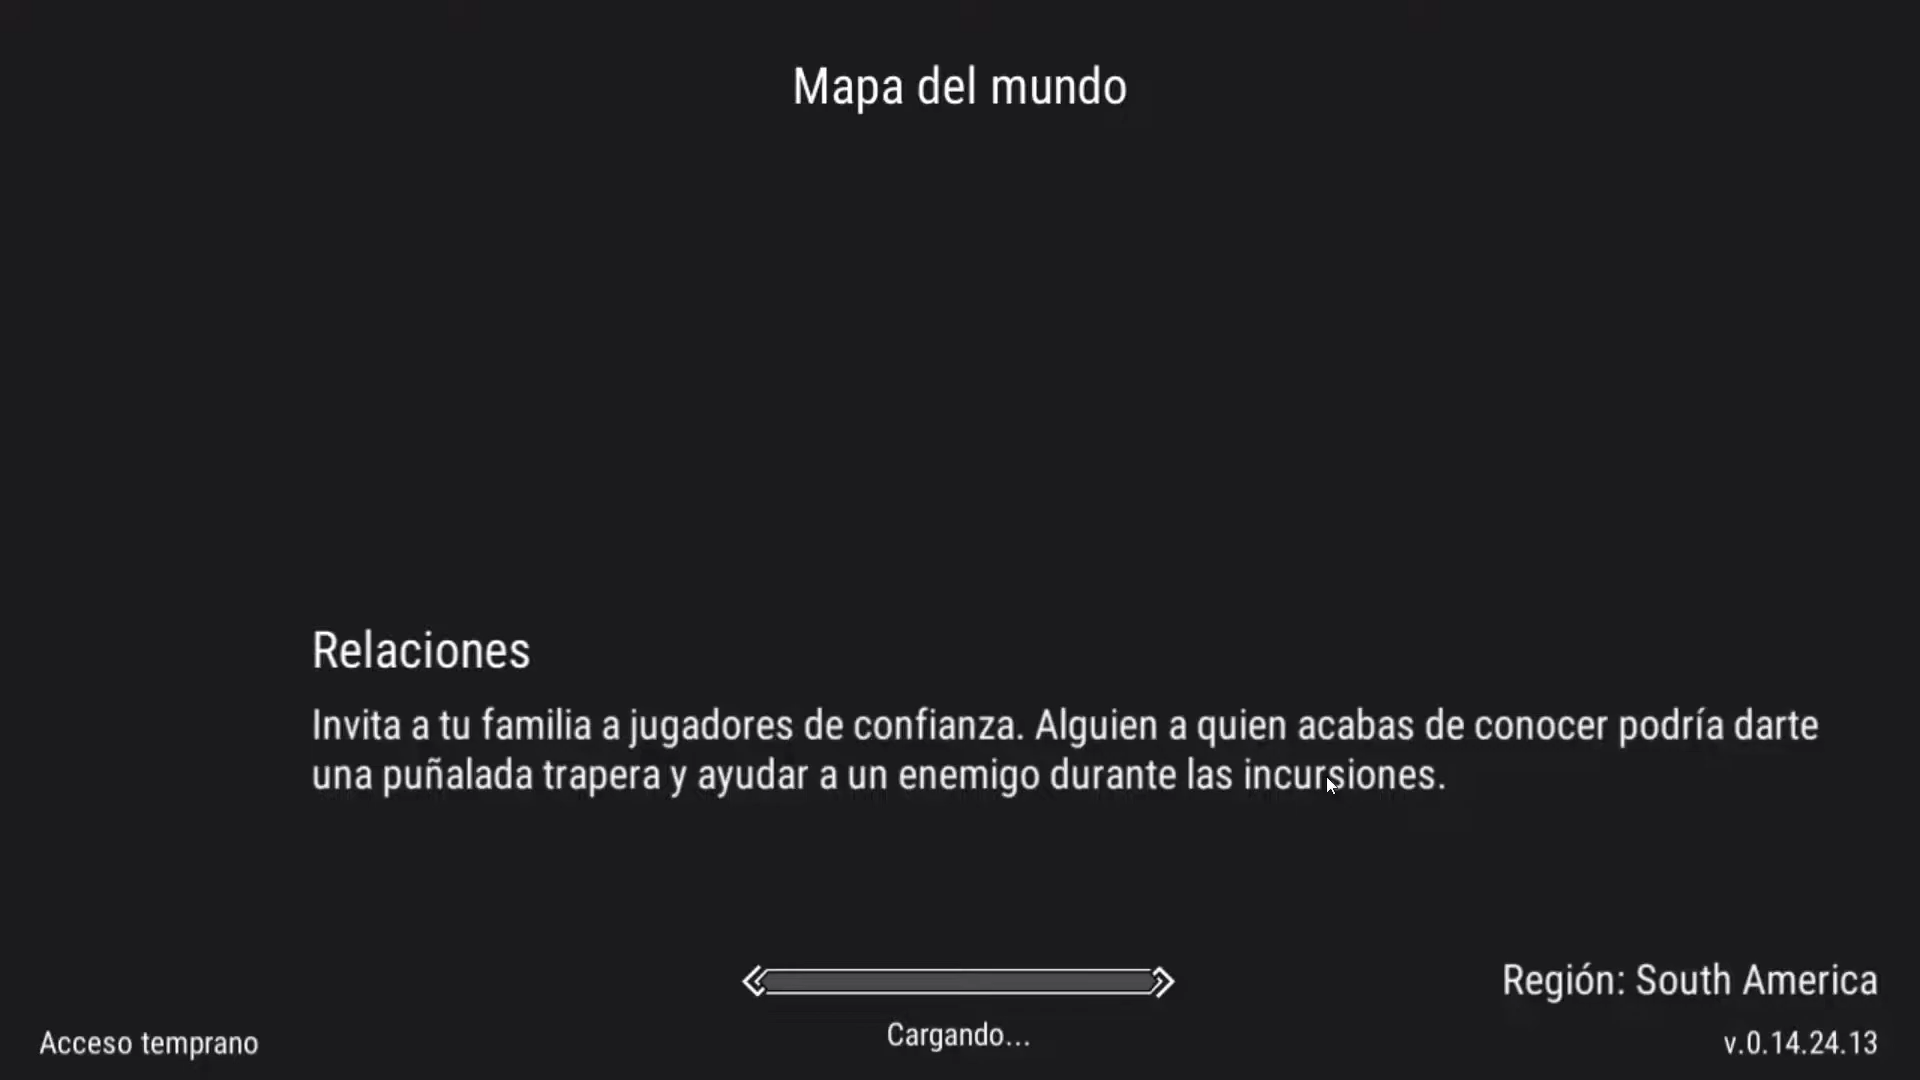 Mapa del mundo
Relaciones
Invita a tu familia a jugadores de confianza. Alguien a quien acabas de conocer podría darte
una puñalada trapera y ayudar a un enemigo durante las incursiones.
Región: South America
Cargando...
Acceso temprano
v.0.14.24.13